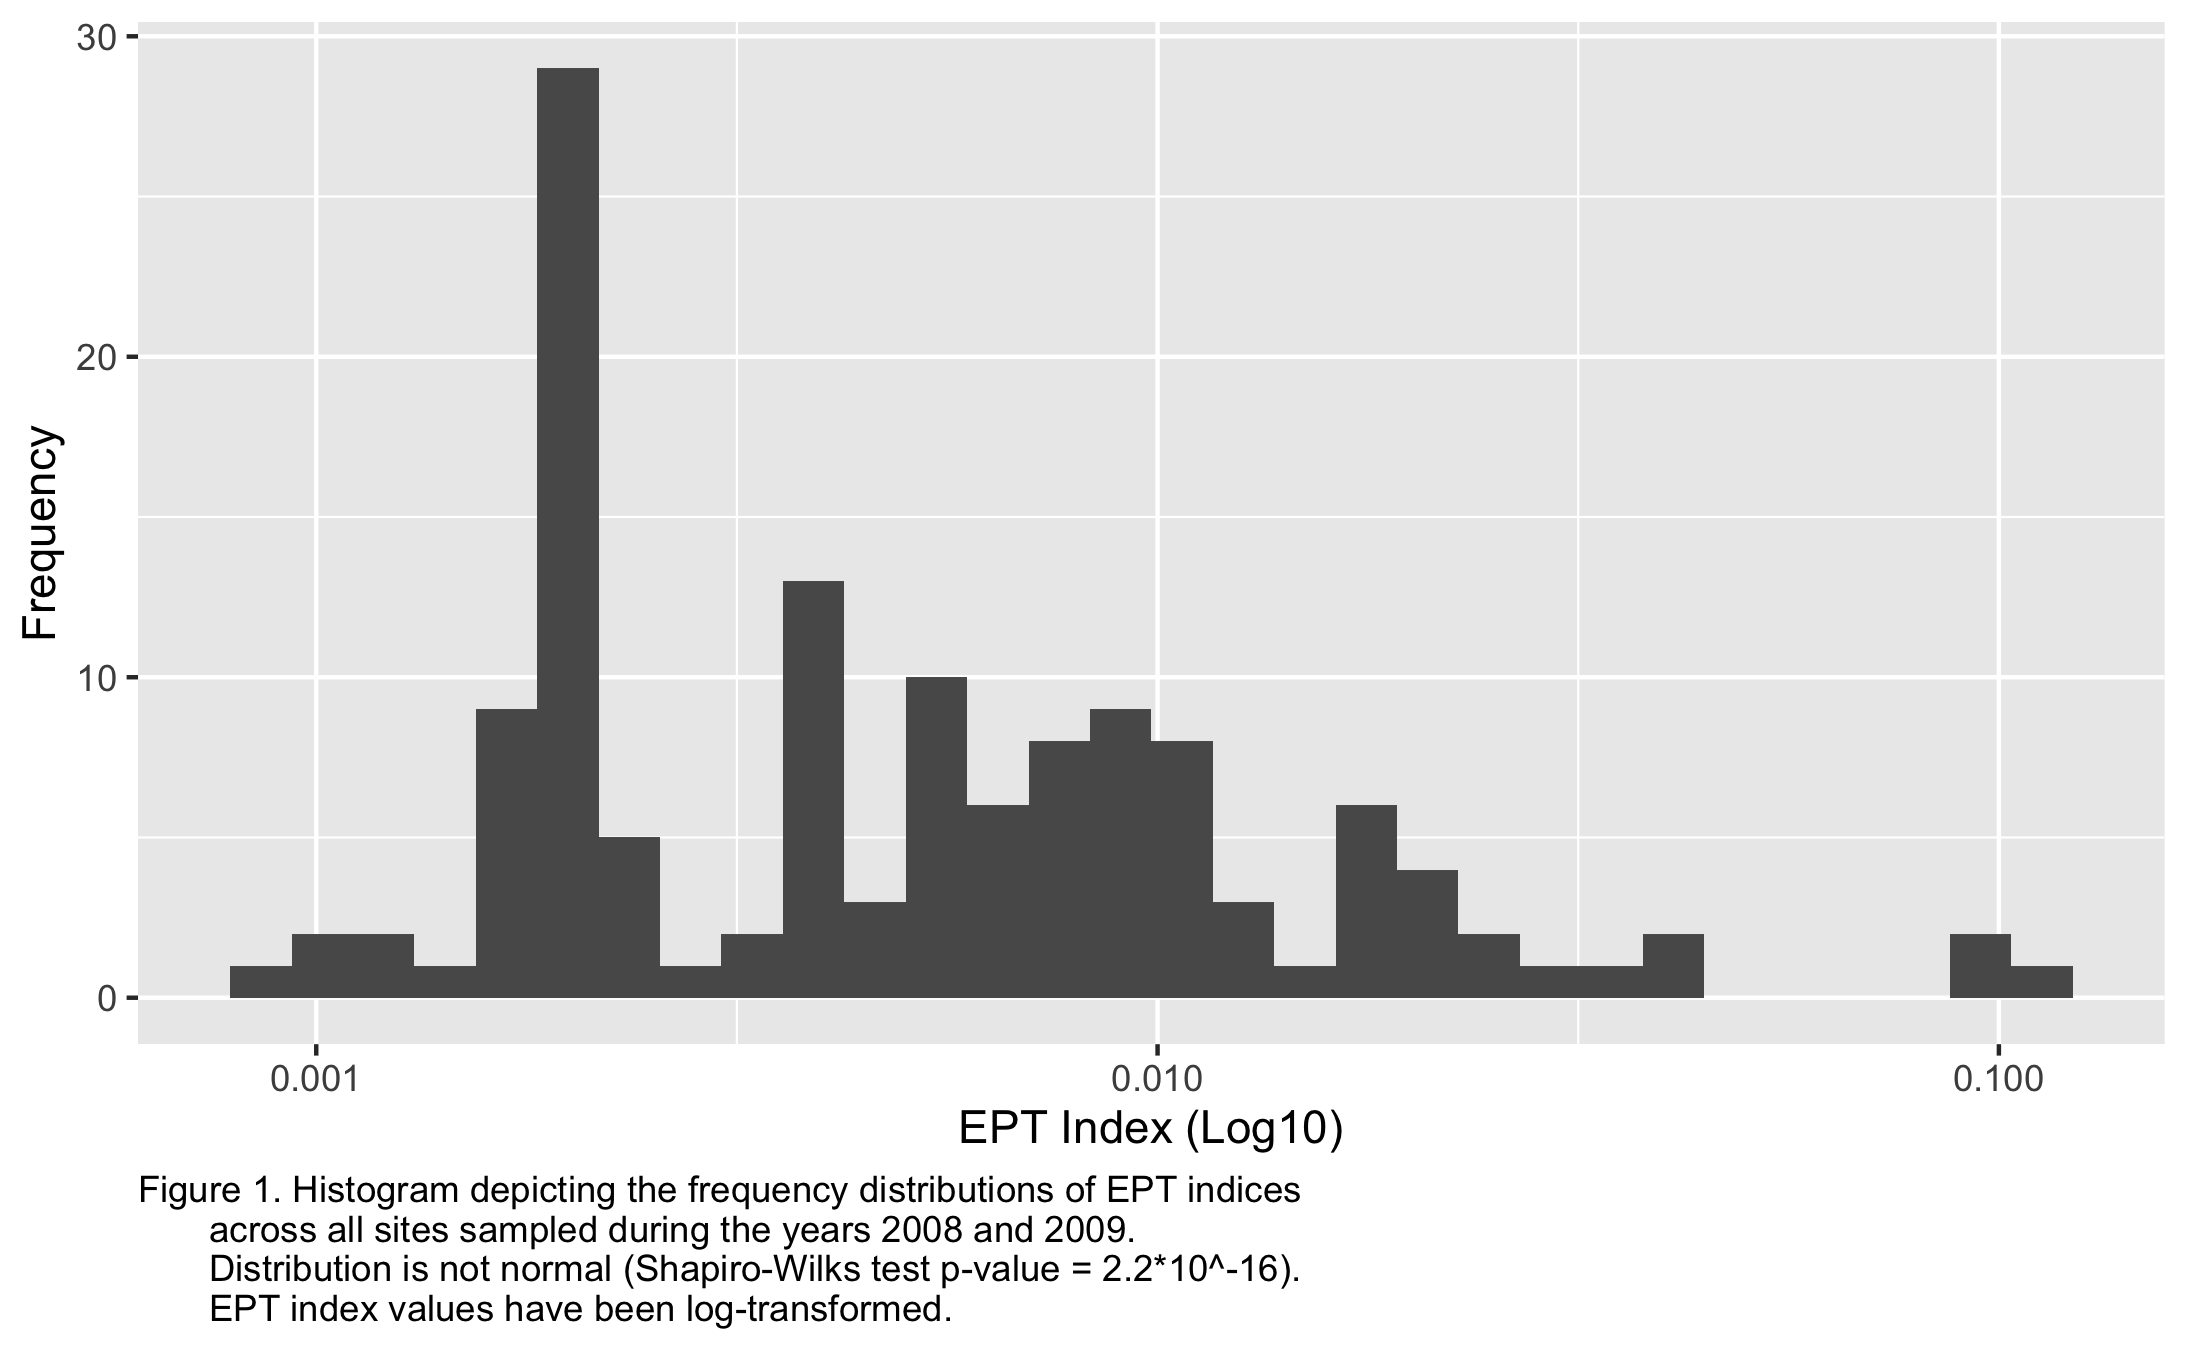 30
20
10
0
Frequency
0.001
0.010
0.100
EPT Index (Log10)
Figure 1. Histogram depicting the frequency distributions of EPT indices
across all sites sampled during the years 2008 and 2009.
Distribution is not normal (Shapiro-Wilks test p-value = 2.2*10^-16).
EPT index values have been log-transformed.